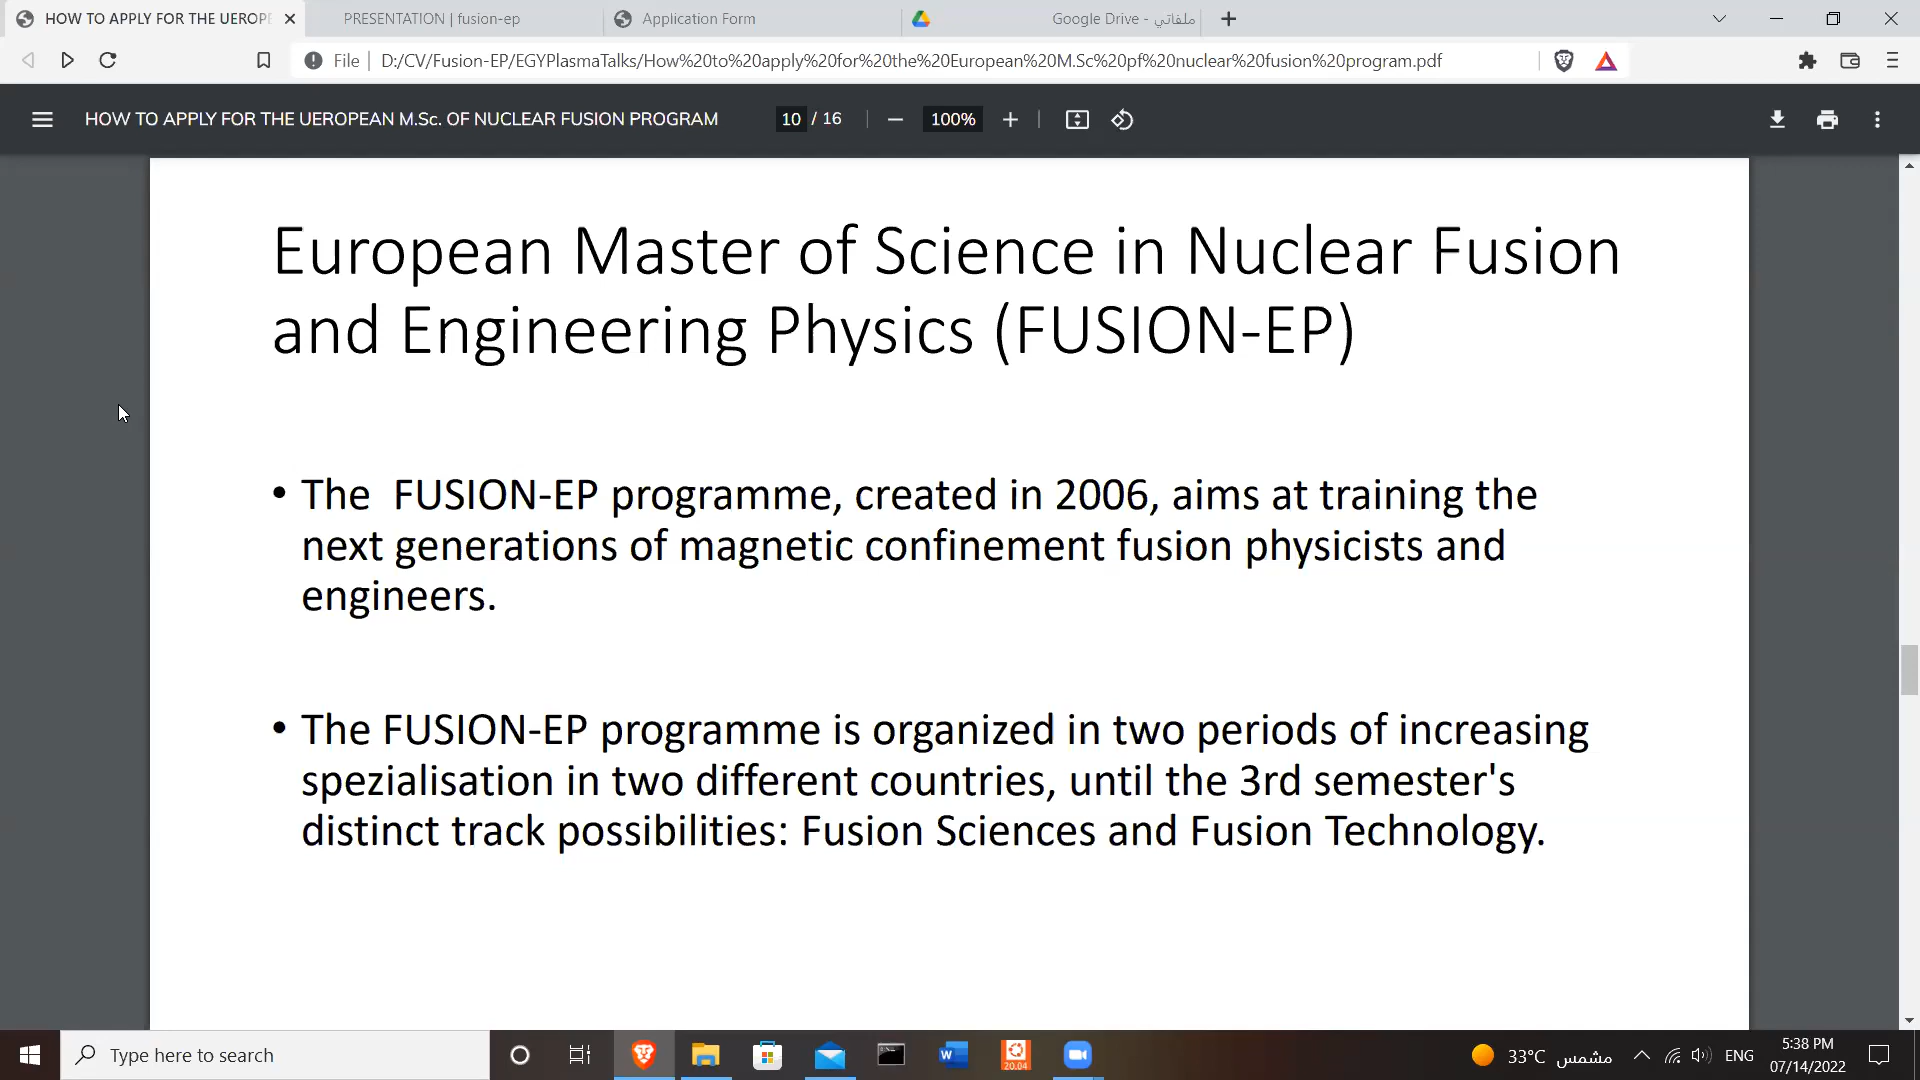 HOW TO APPLY FOR THE UEROPE
PRESENTATION | fusion-ep
Application Form
Google Drive - ملفاتي
File
D:/CV/Fusion-EP/EGYPlasmaTalks/How%20to%20apply%20for%20the%20European%20M.Sc%20pf%20nuclear%20fusion%20program.pdf
HOW TO APPLY FOR THE UEROPEAN M.Sc. OF NUCLEAR FUSION PROGRAM
10 / 16
100%
European Master of Science in Nuclear Fusion
and Engineering Physics (FUSION-EP)
• The FUSION-EP programme, created in 2006, aims at training the
next generations of magnetic confinement fusion physicists and
engineers.
• The FUSION-EP programme is organized in two periods of increasing
spezialisation in two different countries, until the 3rd semester's
distinct track possibilities: Fusion Sciences and Fusion Technology.
Type here to search
20.04
33°C مشمس
ENG
5:38 PM
07/14/2022